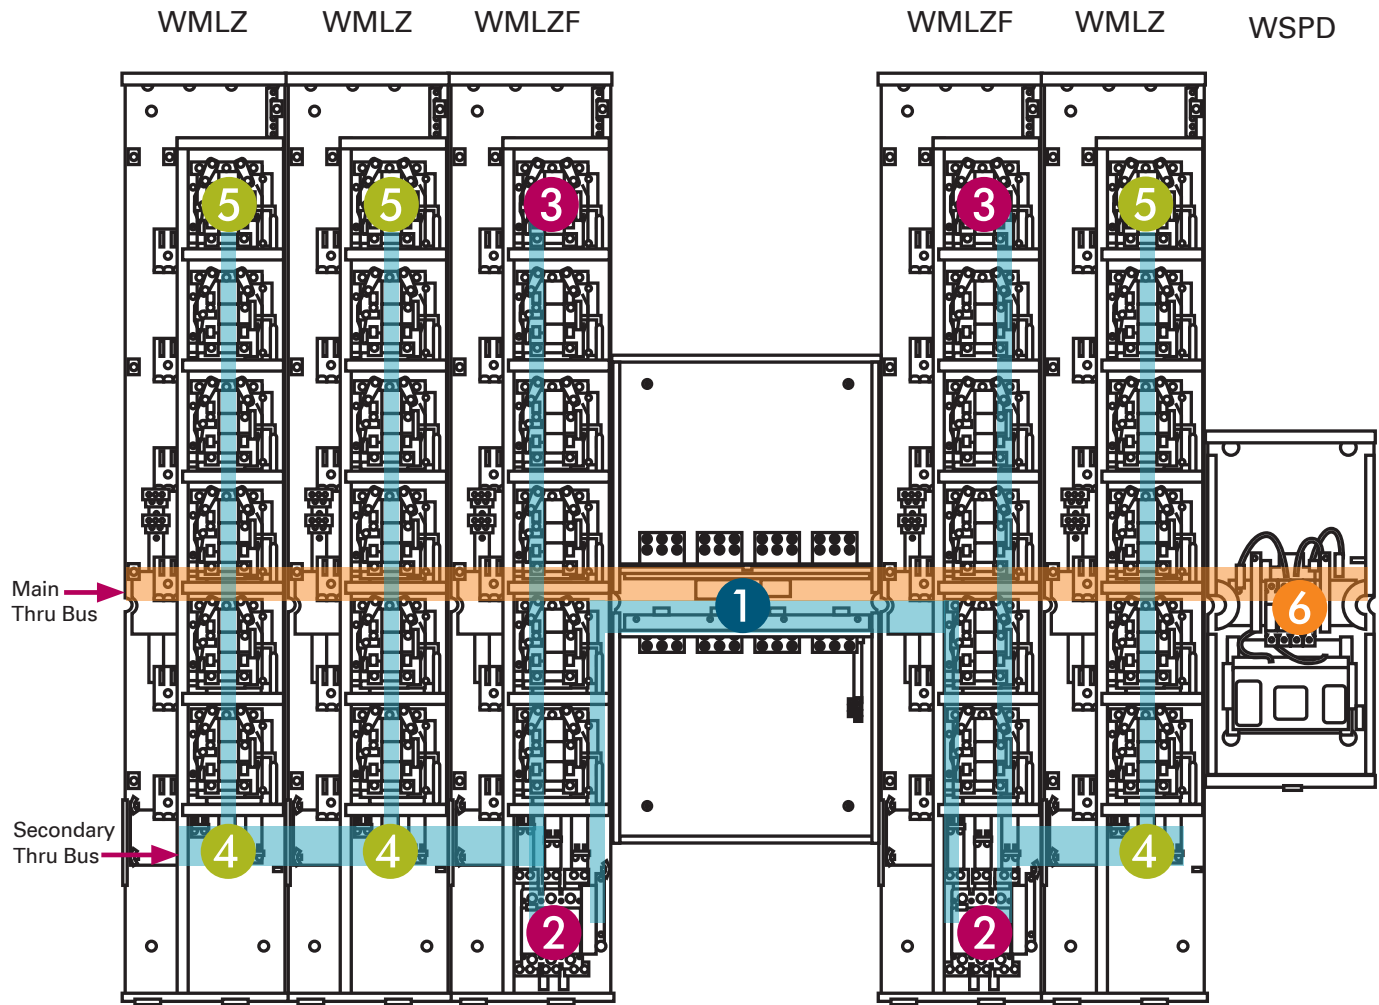 WMLZ WMLZ WMLZF WMLZF WMLZ WSPD
5 5 3 3 5
Main
Thru Bus
1 6
Secondary
Thru Bus
4 4 4
2 2